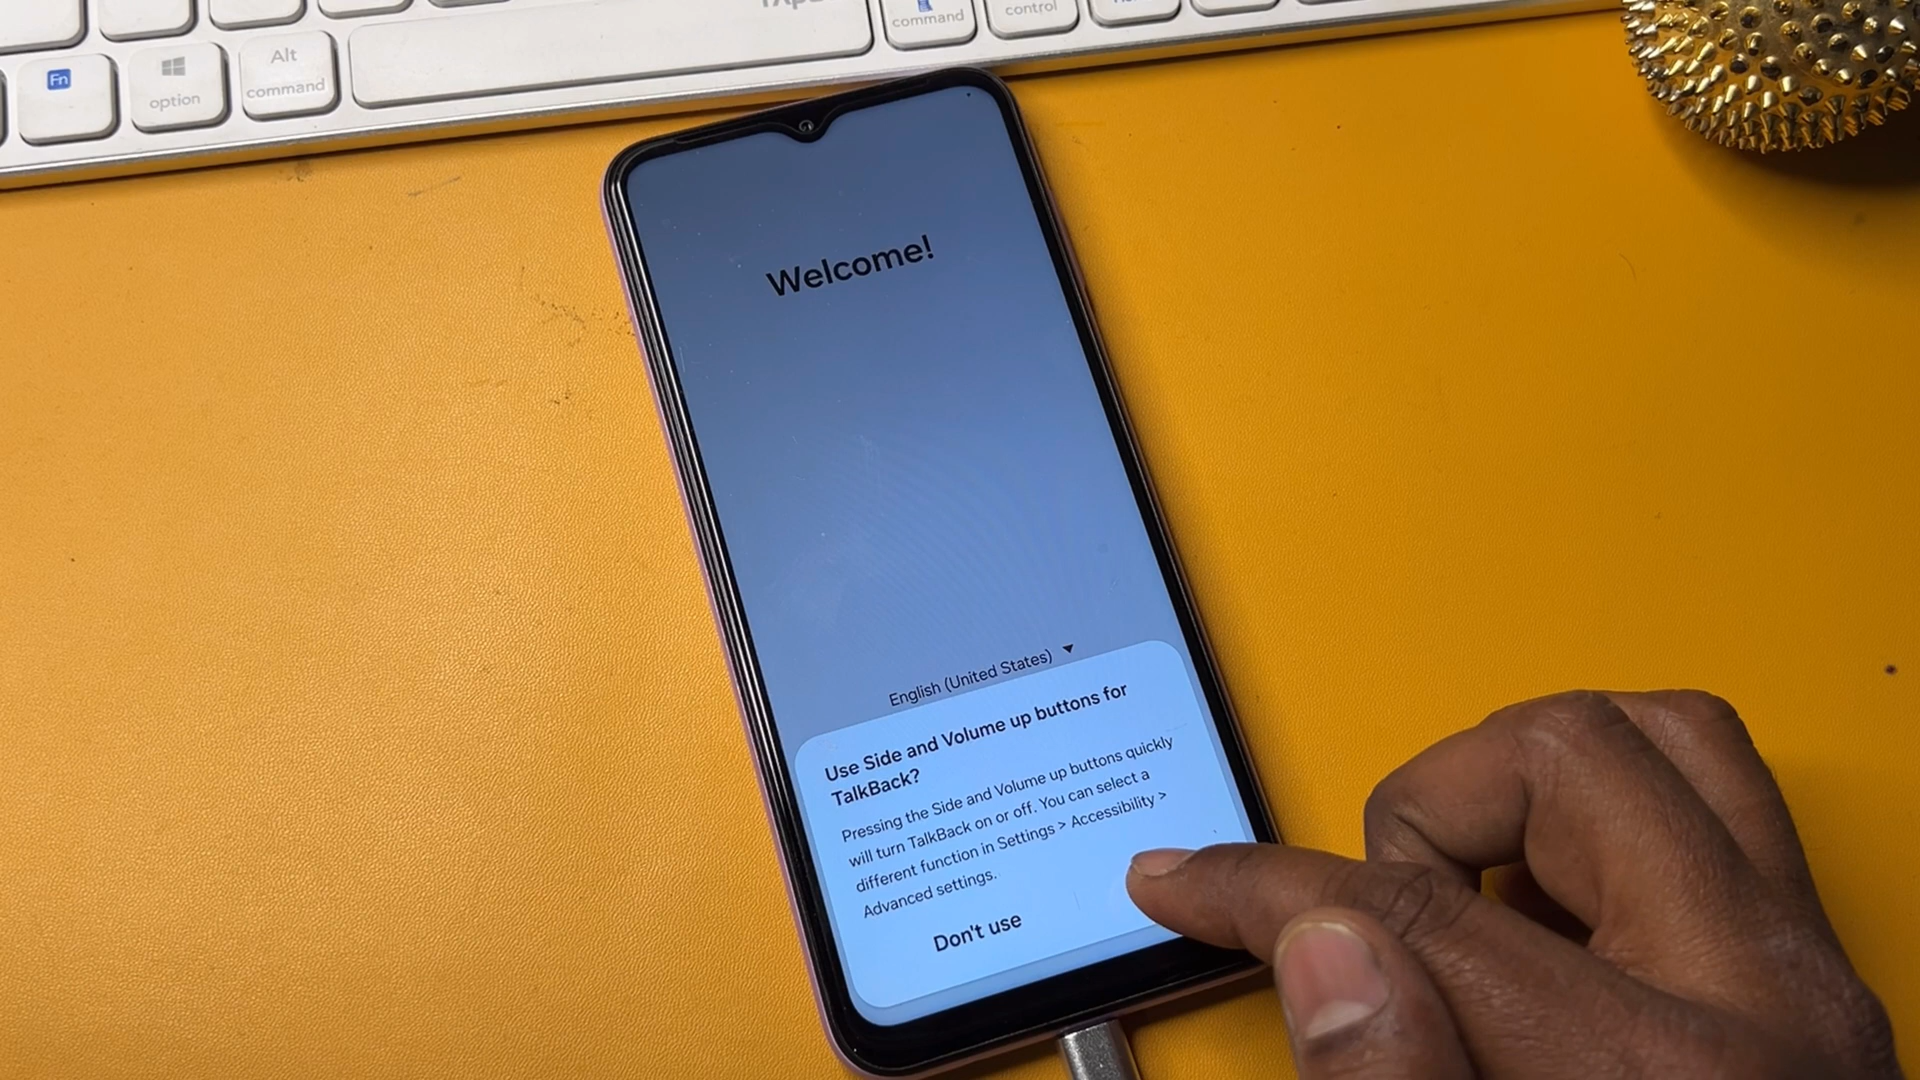 command
control
Fn
option
Alt
command
Welcome!
English (United States)
Use Side and Volume up buttons for
TalkBack?
Pressing the Side and Volume up buttons quickly
will turn TalkBack on or off. You can select a
different function in Settings > Accessibility >
Advanced settings.
Don't use